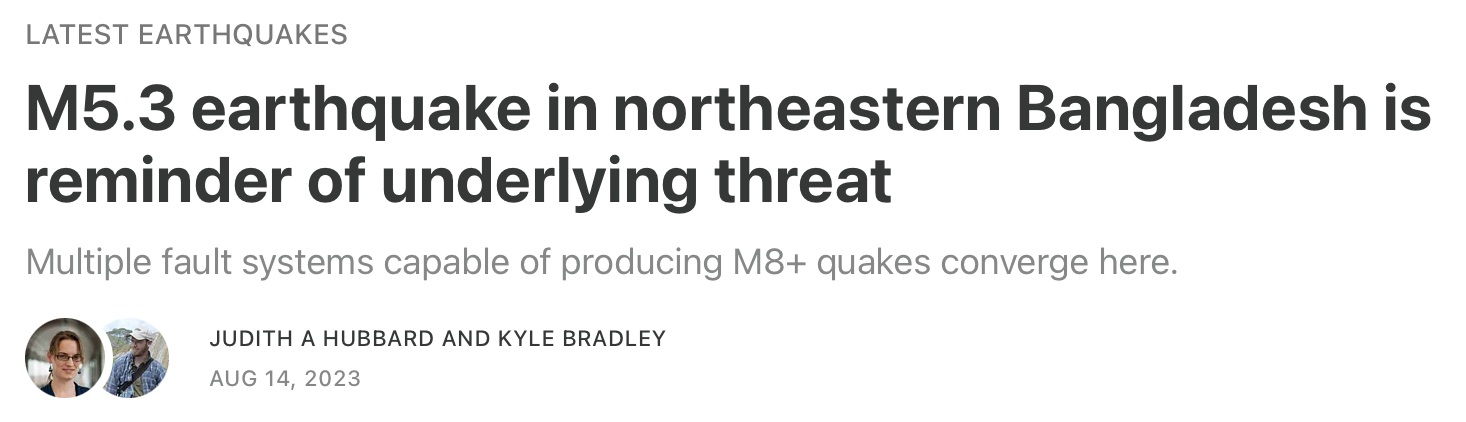 LATEST EARTHQUAKES
M5.3 earthquake in northeastern Bangladesh is
reminder of underlying threat
Multiple fault systems capable of producing M8+ quakes converge here.
JUDITH A HUBBARD AND KYLE BRADLEY
AUG 14, 2023